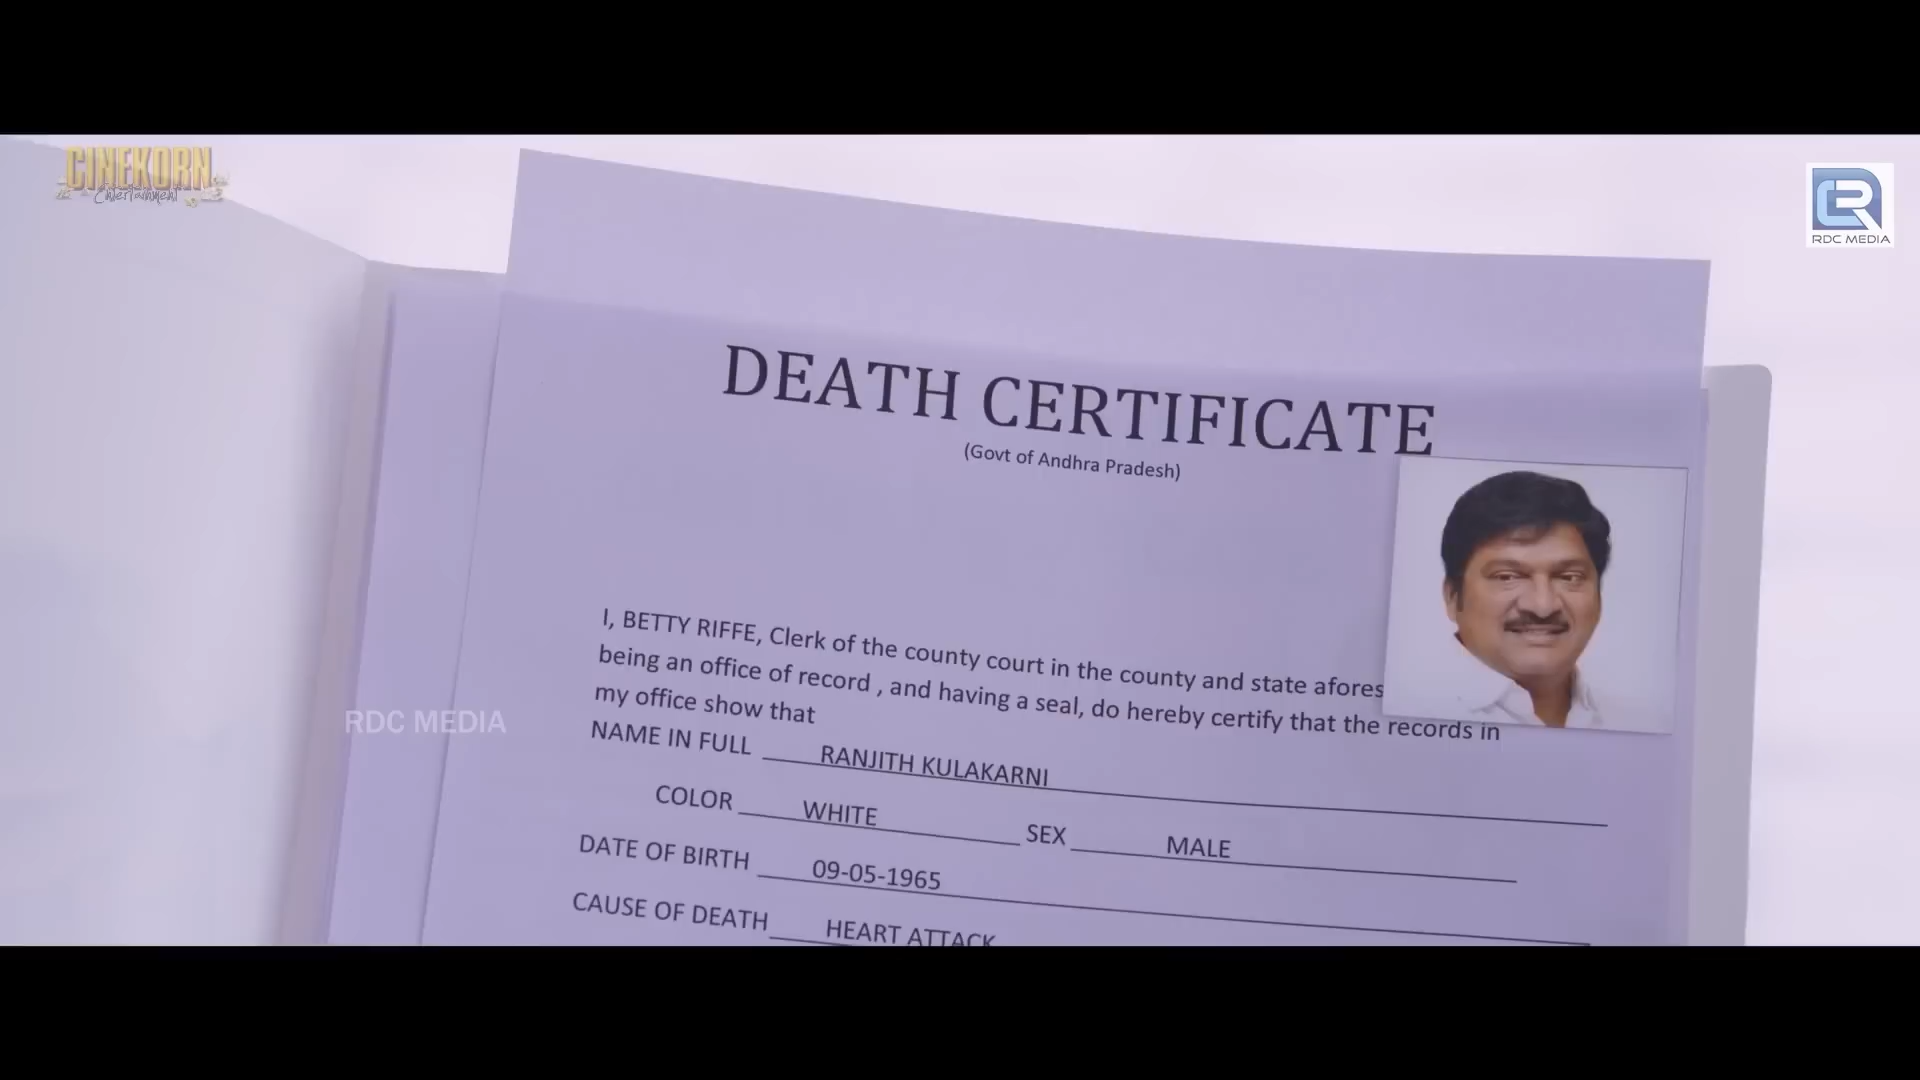 CINEKORN
Entertainment
RDC MEDIA
DEATH CERTIFICATE
(Govt of Andhra Pradesh)
I, BETTY RIFFE, Clerk of the county court in the county and state afores
being an office of record , and having a seal, do hereby certify that the records in
my office show that
RDC MEDIA
NAME IN FULL RANJITH KULAKARNI
COLOR WHITE SEX MALE
DATE OF BIRTH 09-05-1965
CAUSE OF DEATH HEART ATTACK